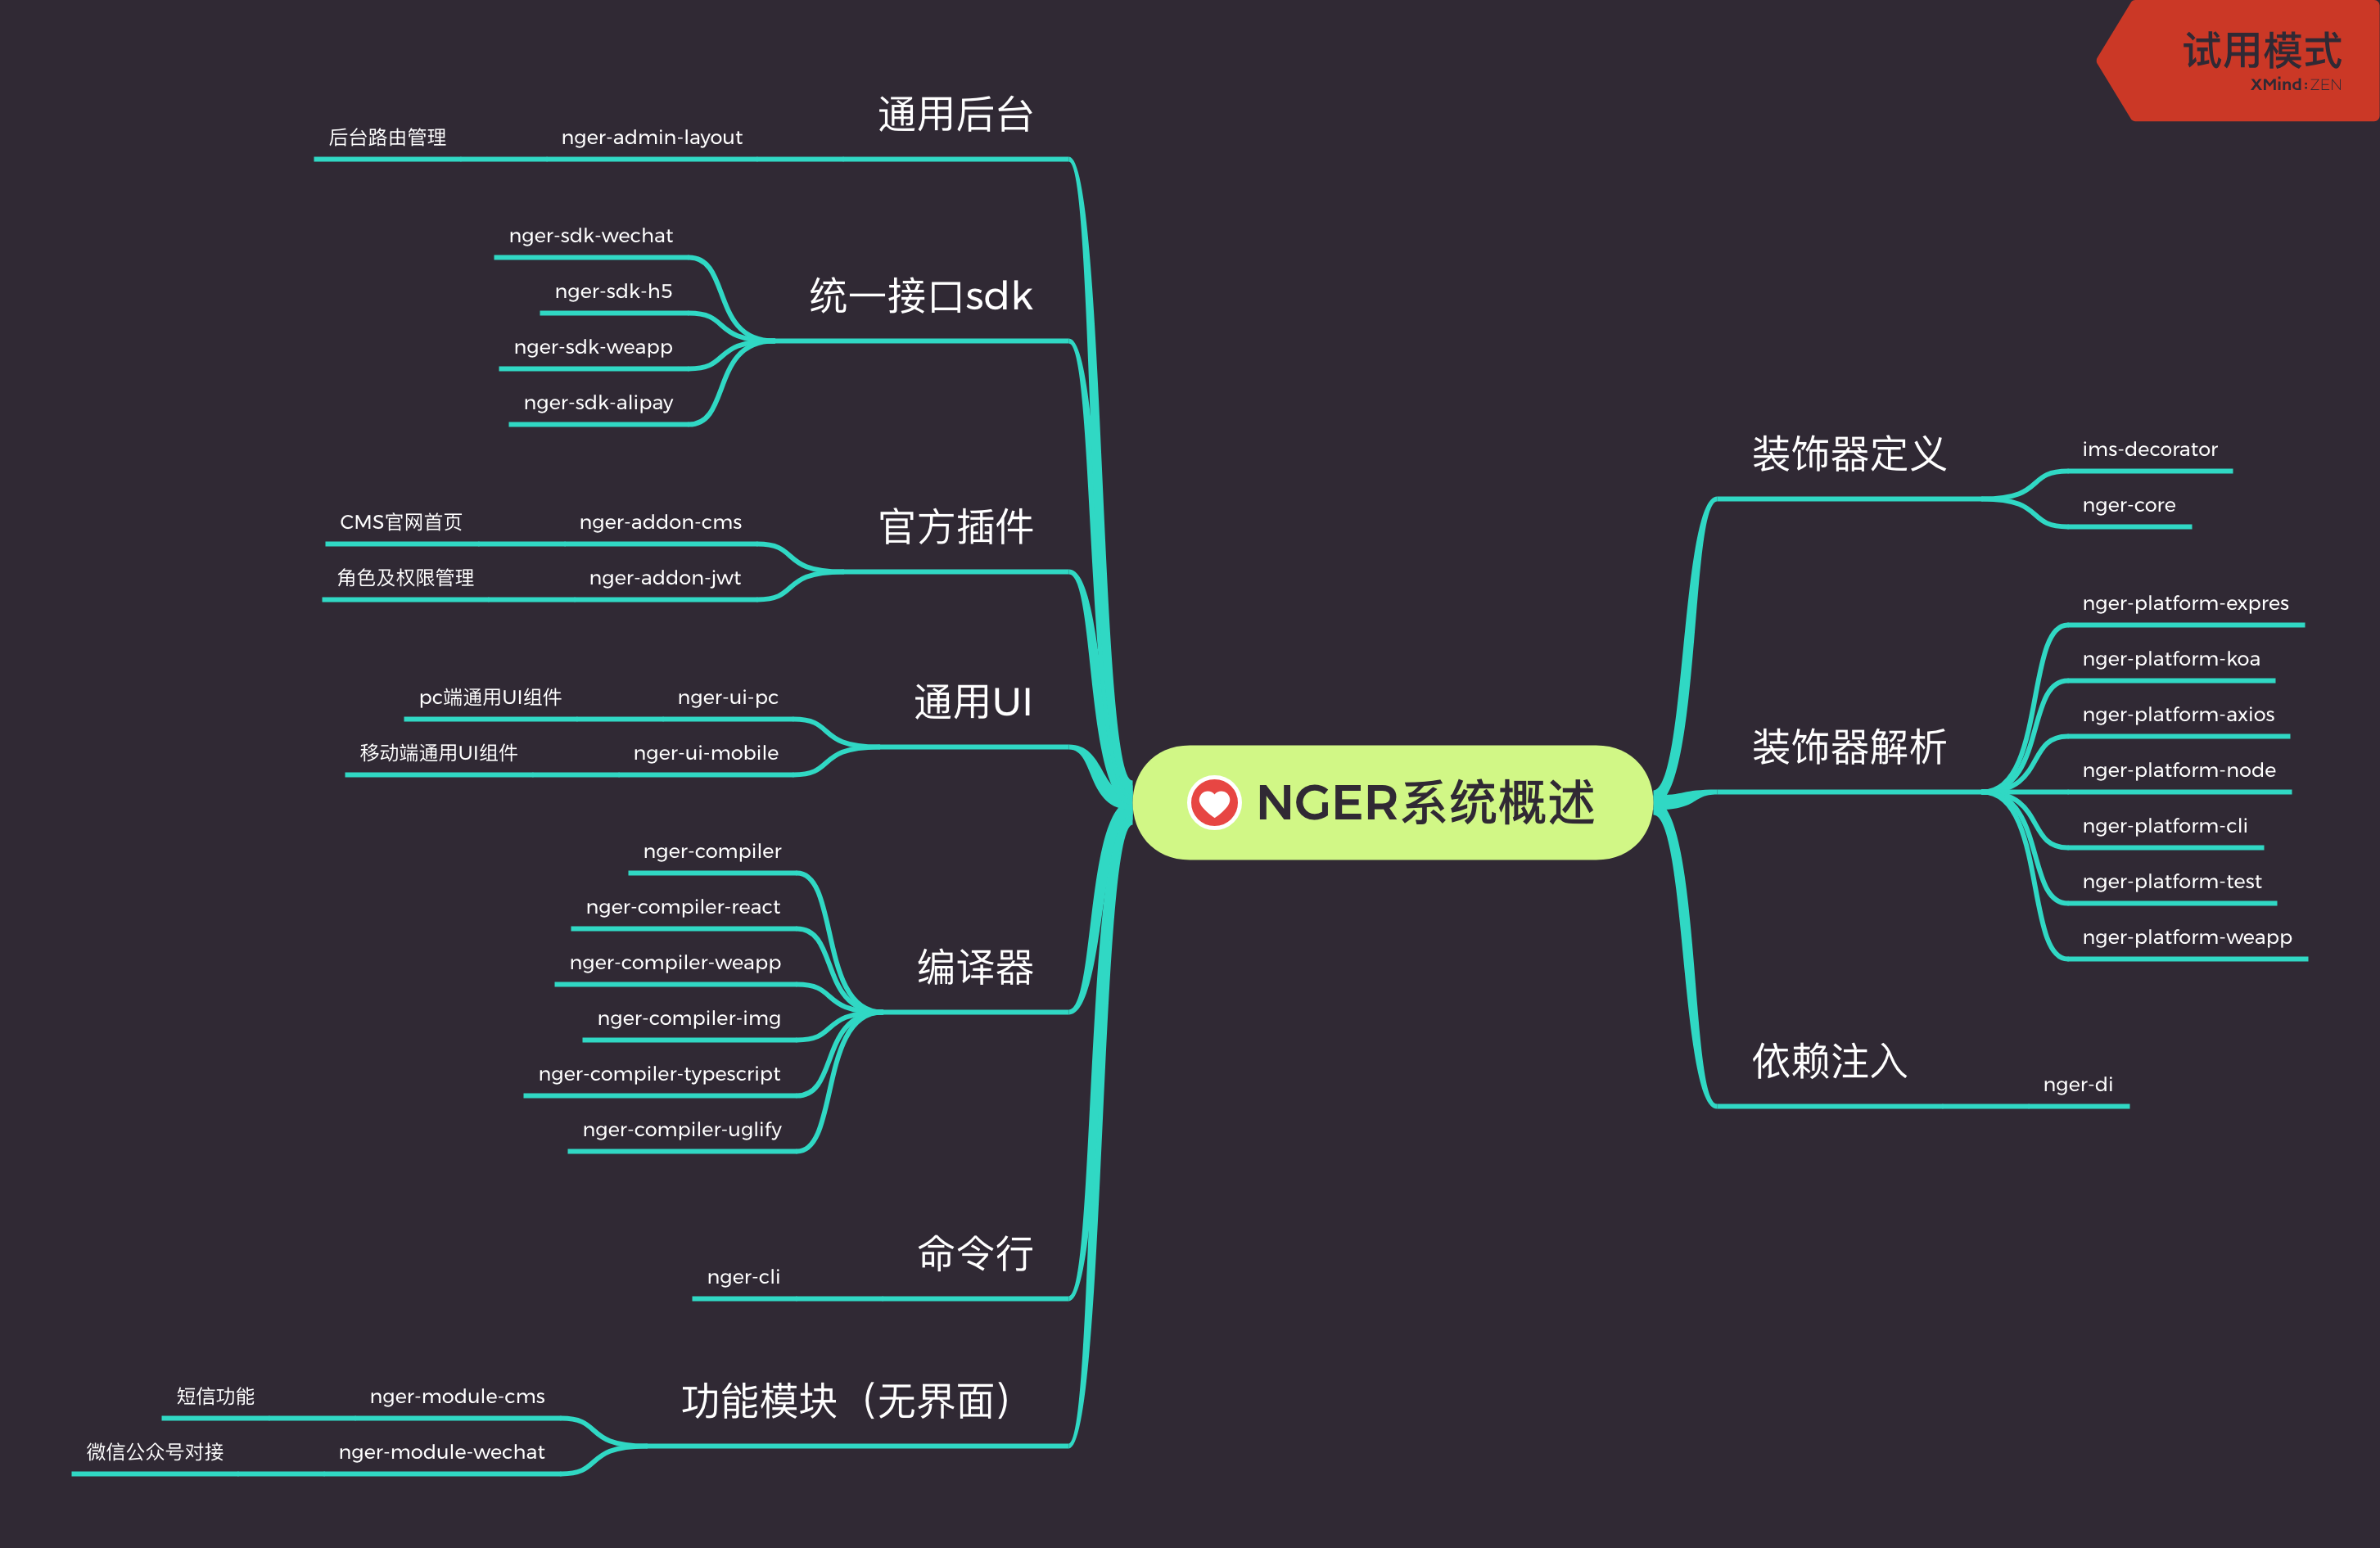 试用模式
XMind:ZEN
NGER系统概述
装饰器定义
ims-decorator
nger-core
装饰器解析
nger-platform-expres
nger-platform-koa
nger-platform-axios
nger-platform-node
nger-platform-cli
nger-platform-test
nger-platform-weapp
依赖注入
nger-di
通用后台
nger-admin-layout
后台路由管理
统一接口sdk
nger-sdk-wechat
nger-sdk-h5
nger-sdk-weapp
nger-sdk-alipay
官方插件
nger-addon-cms
CMS官网首页
nger-addon-jwt
角色及权限管理
通用UI
nger-ui-pc
pc端通用UI组件
nger-ui-mobile
移动端通用UI组件
编译器
nger-compiler
nger-compiler-react
nger-compiler-weapp
nger-compiler-img
nger-compiler-typescript
nger-compiler-uglify
命令行
nger-cli
功能模块（无界面）
nger-module-cms
短信功能
nger-module-wechat
微信公众号对接